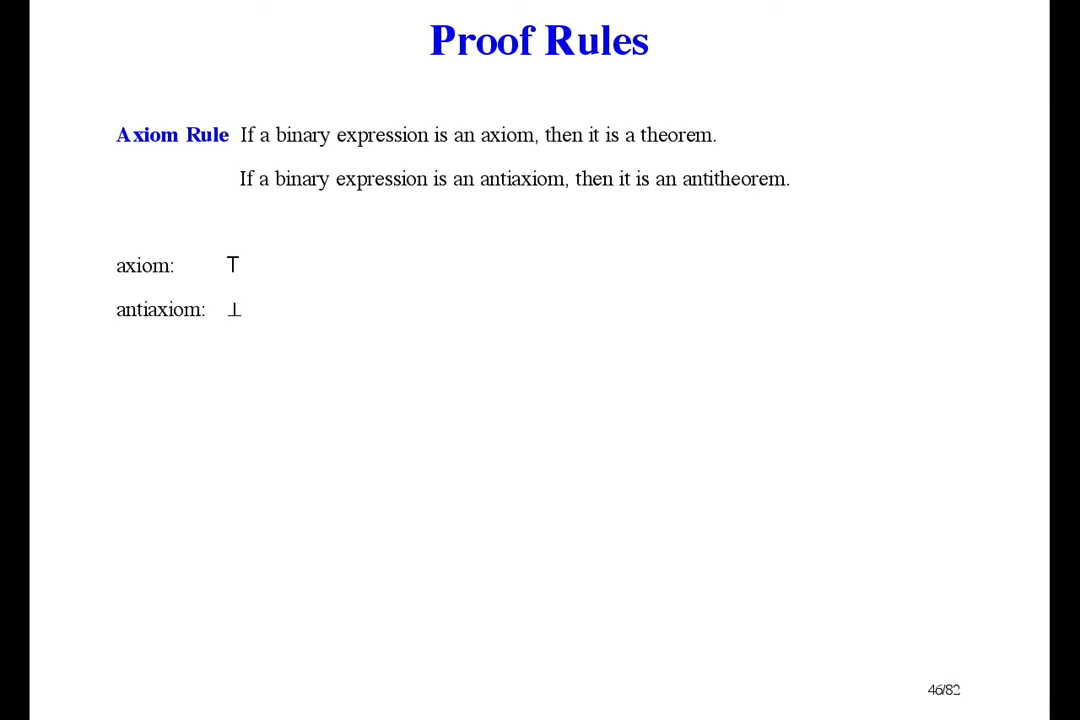 Proof Rules
Axiom Rule If a binary expression is an axiom, then it is a theorem.
If a binary expression is an antiaxiom, then it is an antitheorem.
axiom: ⊤
antiaxiom: ⊥
46/82